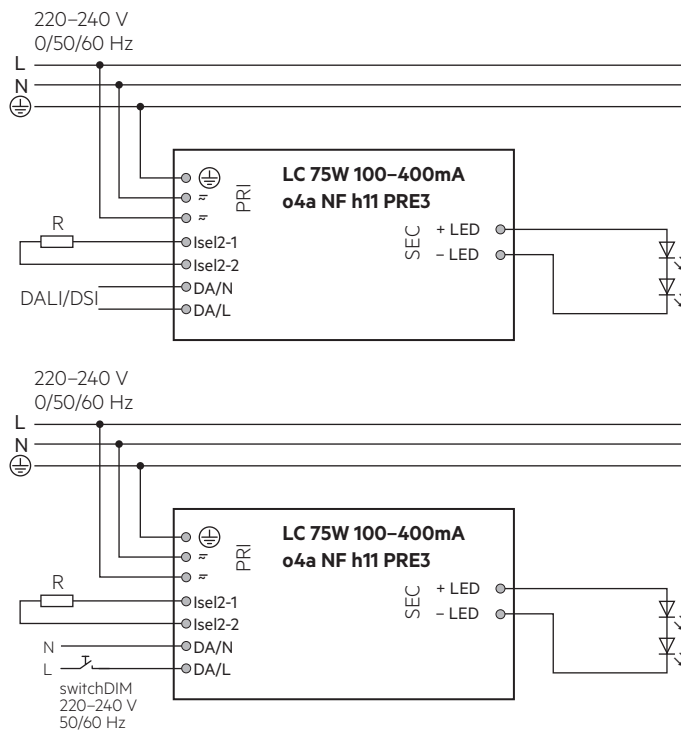 220–240 V
0/50/60 Hz
L
N
LC 75W 100–400mA
o4a NF h11 PRE3
PRI
R
Isel2-1
Isel2-2
DALI/DSI
DA/N
DA/L
SEC
+ LED
– LED
220–240 V
0/50/60 Hz
L
N
LC 75W 100–400mA
o4a NF h11 PRE3
PRI
R
Isel2-1
Isel2-2
N
DA/N
L
DA/L
switchDIM
220–240 V
50/60 Hz
SEC
+ LED
– LED